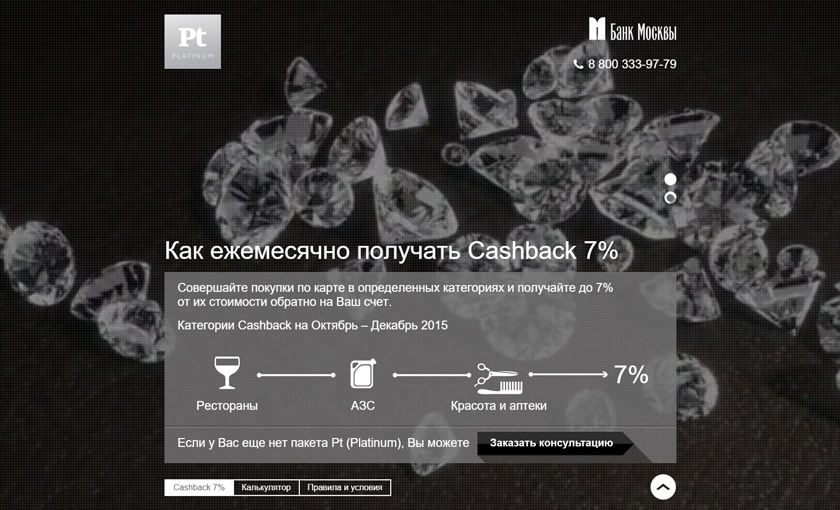 Pt
PLATINUM
Банк Москвы
8 800 333-97-79
Как ежемесячно получать Cashback 7%
Совершайте покупки по карте в определенных категориях и получайте до 7%
от их стоимости обратно на Ваш счет.
Категории Cashback на Октябрь – Декабрь 2015
7%
Рестораны
АЗС
Красота и аптеки
Если у Вас еще нет пакета Pt (Platinum), Вы можете
Заказать консультацию
Cashback 7%
Калькулятор
Правила и условия